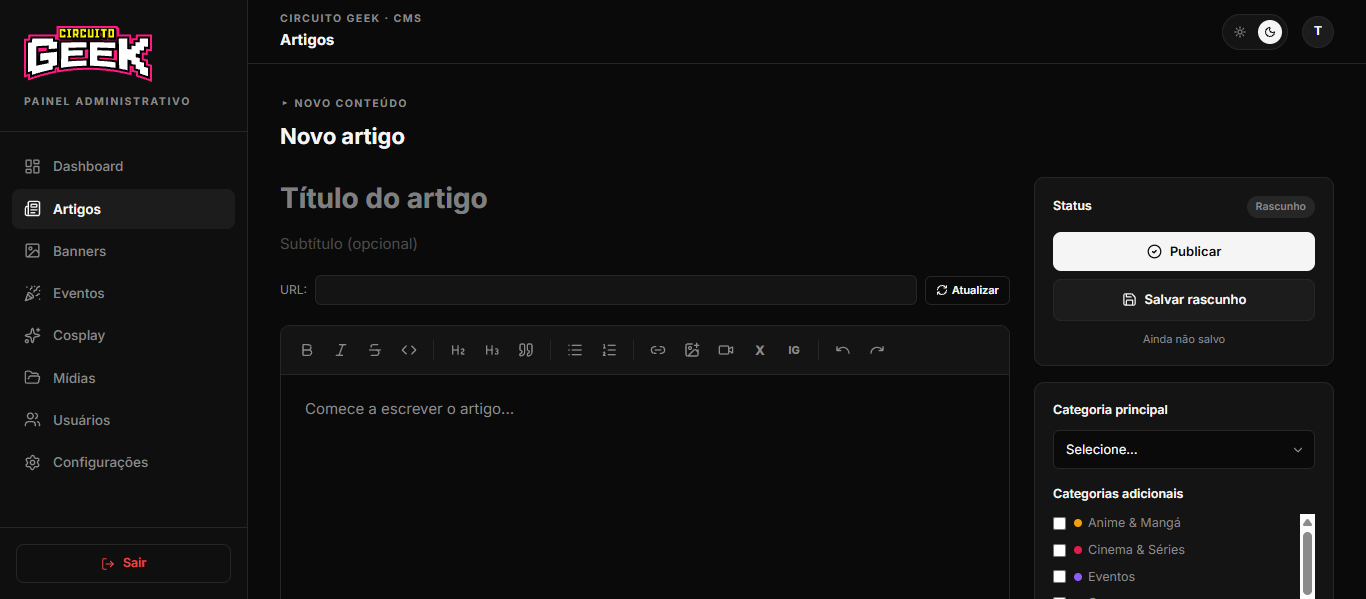 CIRCUITO
GEEK
PAINEL ADMINISTRATIVO
Dashboard
Artigos
Banners
Eventos
Cosplay
Mídias
Usuários
Configurações
Sair
CIRCUITO GEEK · CMS
Artigos
T
NOVO CONTEÚDO
Novo artigo
Título do artigo
Subtítulo (opcional)
URL:
Atualizar
B I S <> H2 H3 X IG
Comece a escrever o artigo...
Status
Rascunho
Publicar
Salvar rascunho
Ainda não salvo
Categoria principal
Selecione...
Categorias adicionais
Anime & Mangá
Cinema & Séries
Eventos